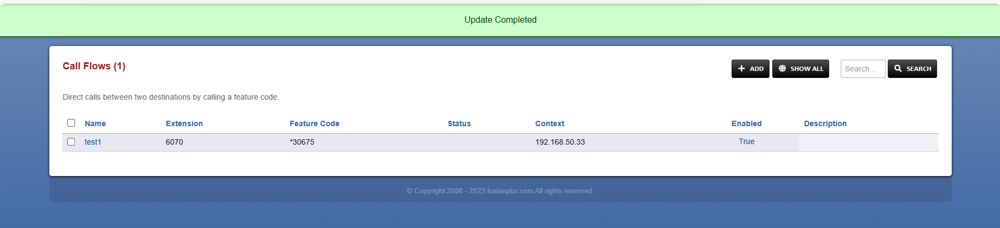 Update Completed
Call Flows (1)
ADD
SHOW ALL
Search...
SEARCH
Direct calls between two destinations by calling a feature code.
Name Extension Feature Code Status Context Enabled Description
test1 6070 *30675 192.168.50.33 True
© Copyright 2008 - 2023 fusionpbx.com All rights reserved.